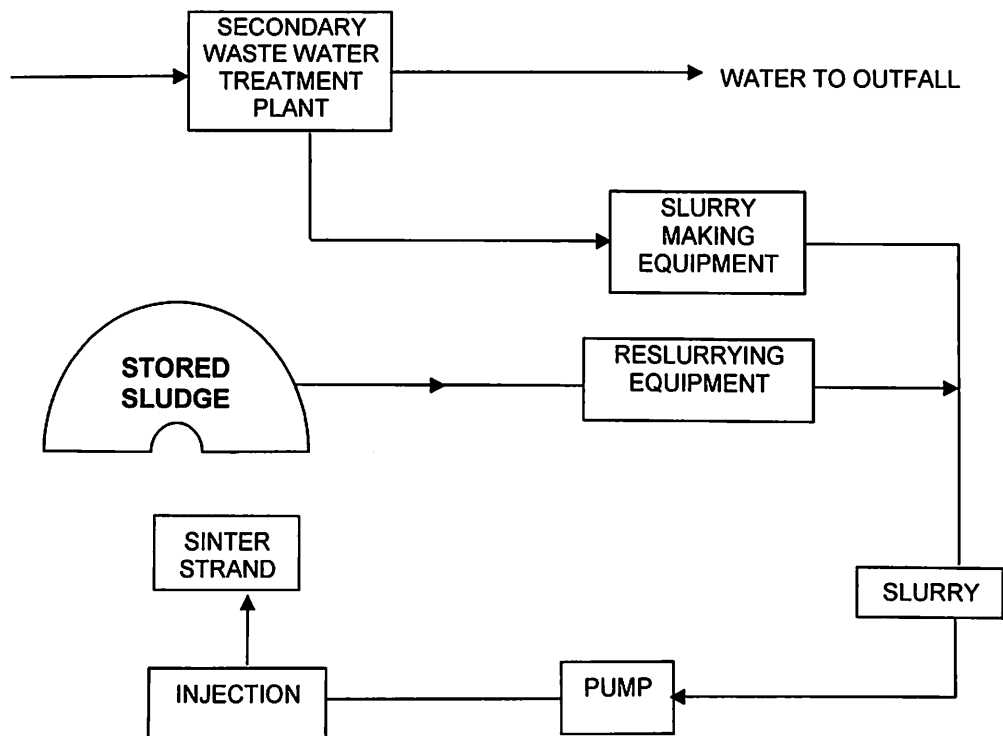 SECONDARY
WASTE WATER
TREATMENT
PLANT
WATER TO OUTFALL
SLURRY
MAKING
EQUIPMENT
STORED
SLUDGE
RESLURRYING
EQUIPMENT
SINTER
STRAND
SLURRY
INJECTION
PUMP